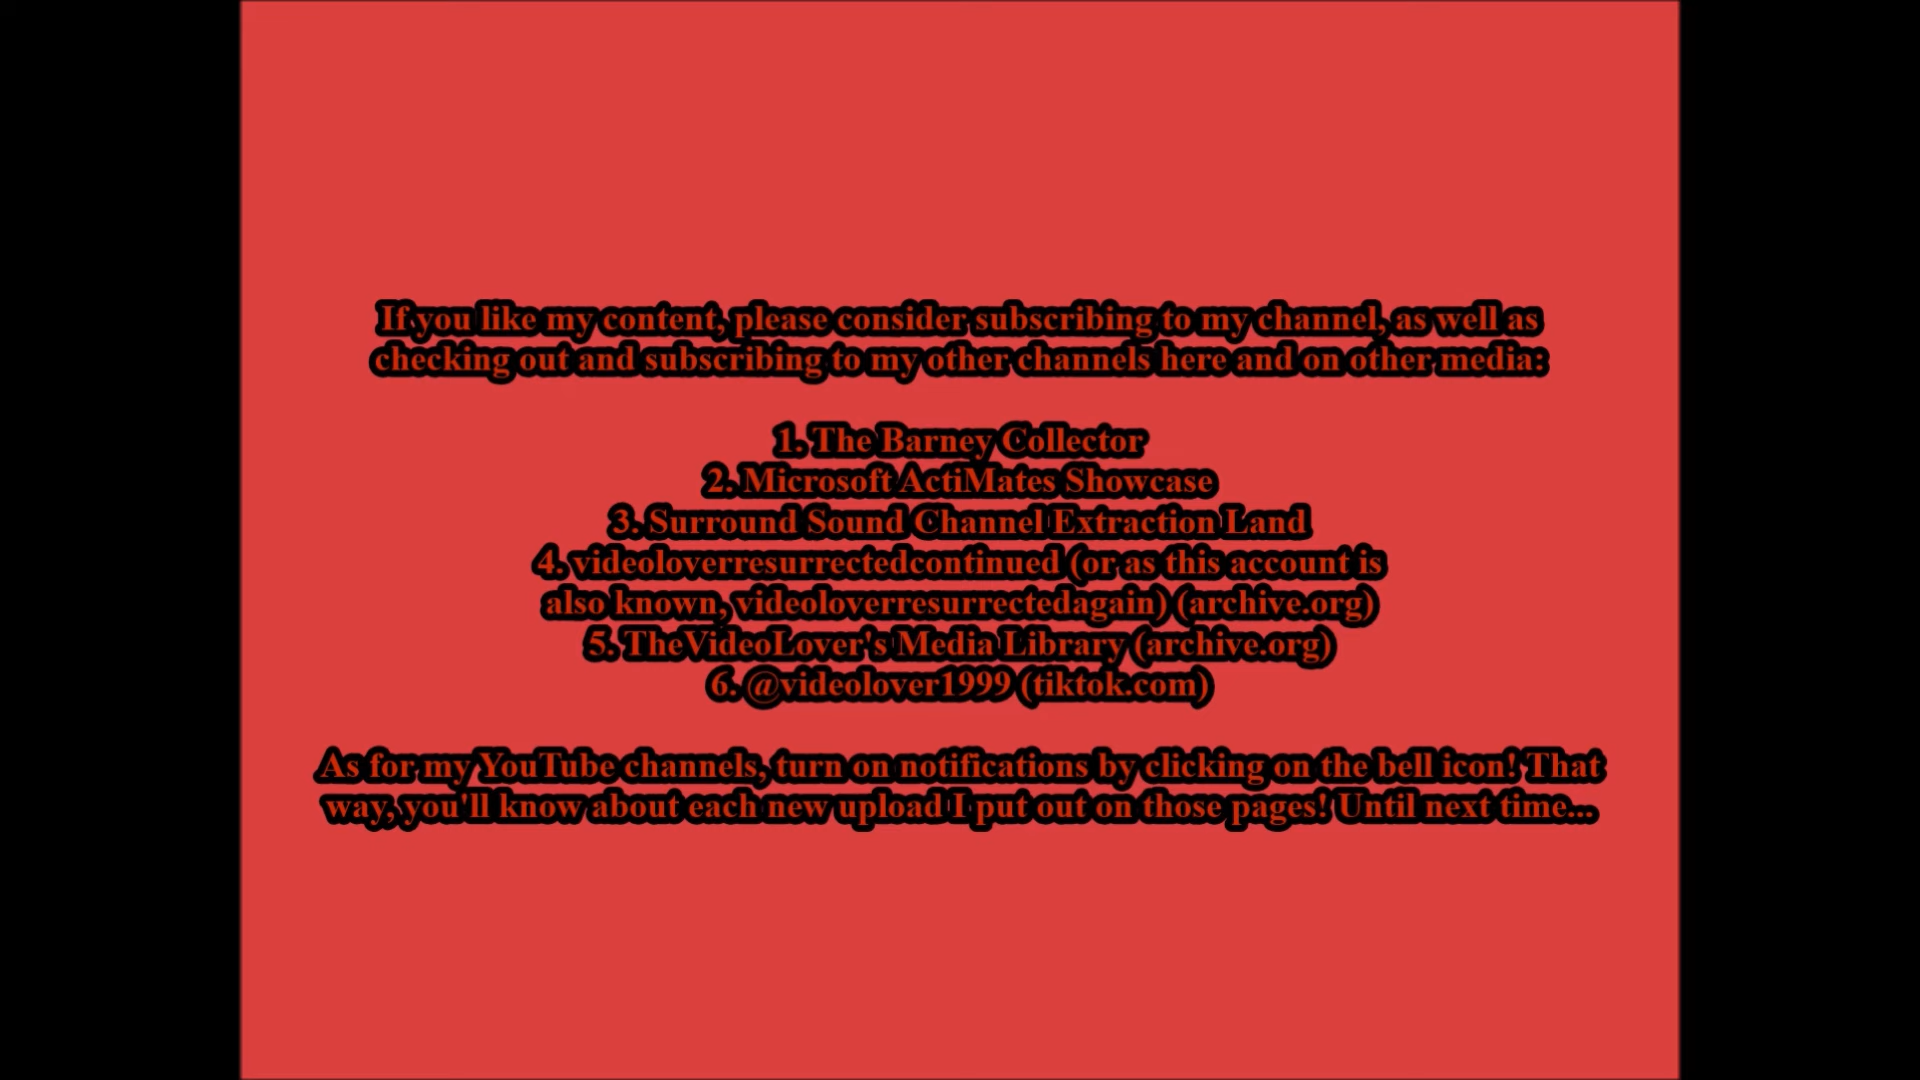 If you like my content, please consider subscribing to my channel, as well as
checking out and subscribing to my other channels here and on other media:
1. The Barney Collector
2. Microsoft ActiMates Showcase
3. Surround Sound Channel Extraction Land
4. videoloverresurrectedcontinued (or as this account is
also known, videoloverresurrectedagain) (archive.org)
5. TheVideoLover's Media Library (archive.org)
6. @videolover1999 (tiktok.com)
As for my YouTube channels, turn on notifications by clicking on the bell icon! That
way, you'll know about each new upload I put out on those pages! Until next time...